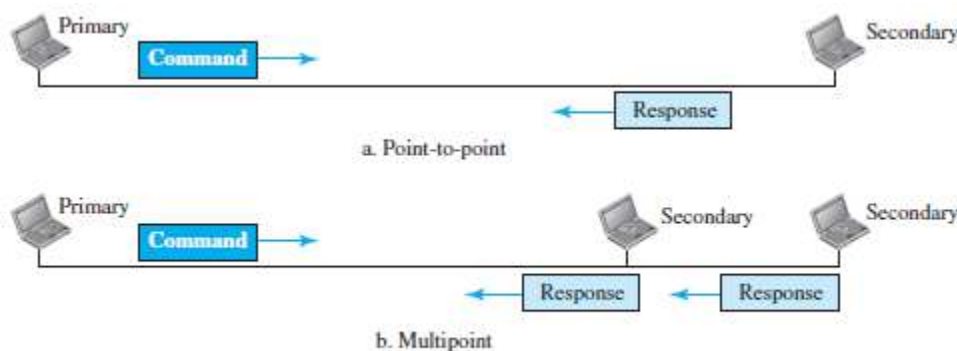 Primary
Secondary
Command
Response
a. Point-to-point
Primary
Secondary
Secondary
Command
Response
Response
b. Multipoint